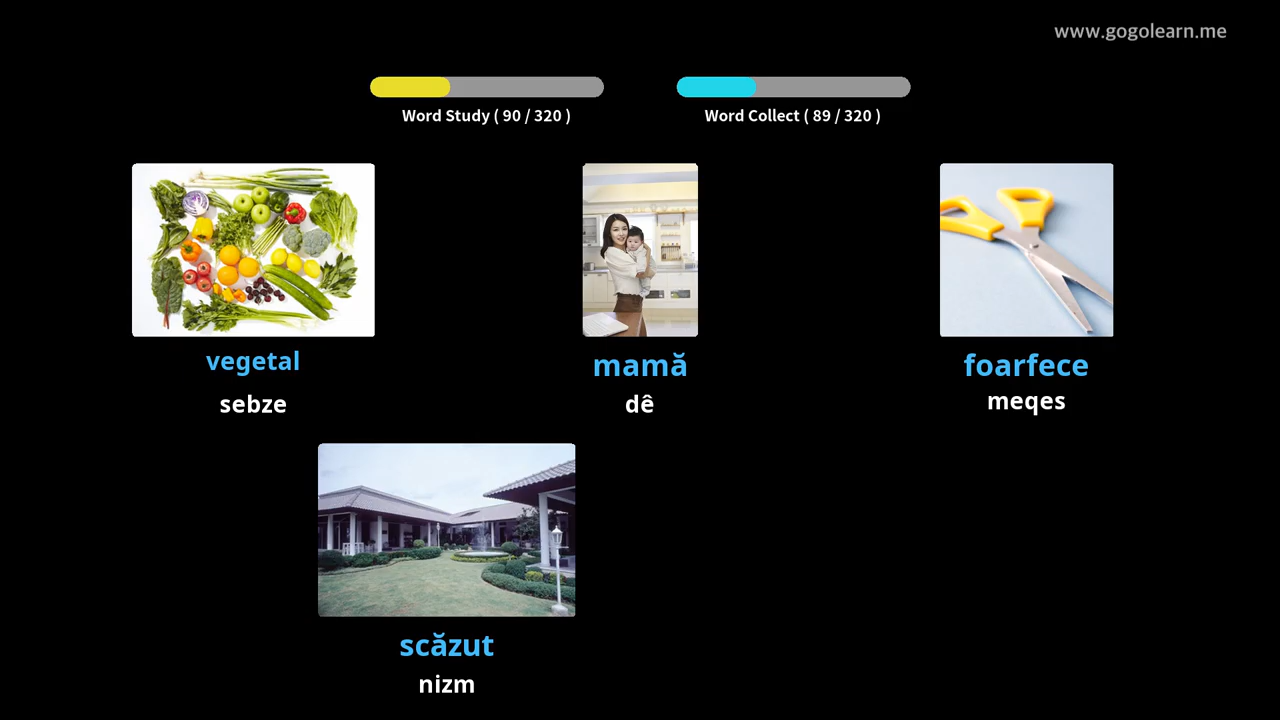 www.gogolearn.me
Word Study ( 90 / 320 )
Word Collect ( 89 / 320 )
vegetal
sebze
mamă
dê
foarfece
meqes
scăzut
nizm